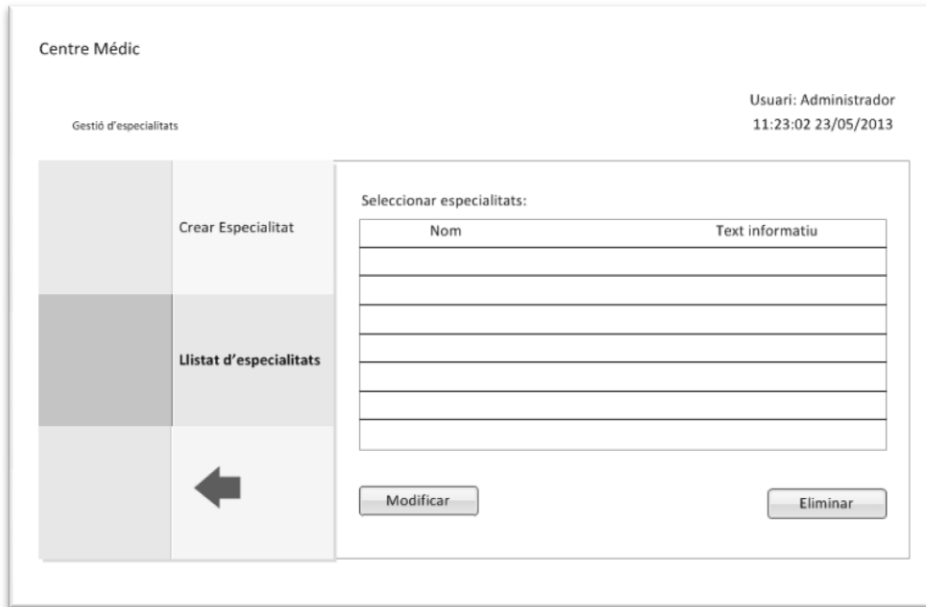 Centre Médic
Usuari: Administrador
Gestió d'especialitats
11:23:02 23/05/2013
Seleccionar especialitats:
Crear Especialitat
Nom Text informatiu
Llistat d'especialitats
Modificar Eliminar